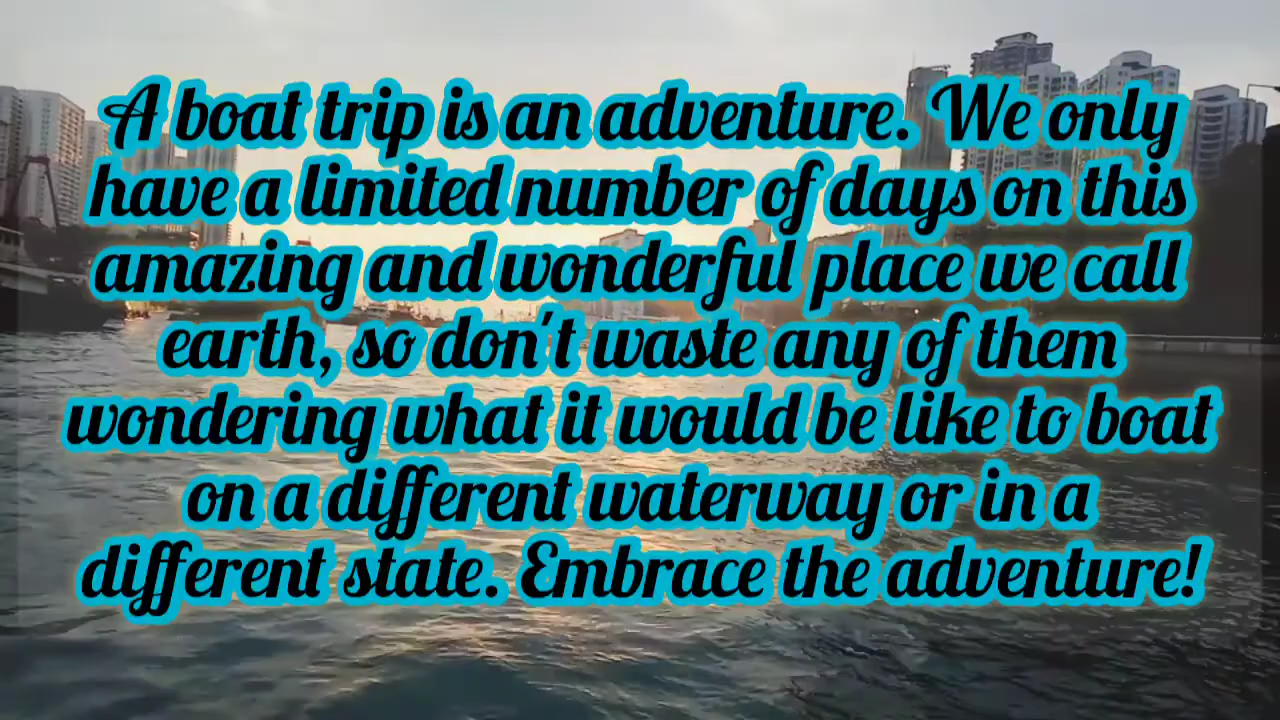 A boat trip is an adventure. We only
have a limited number of days on this
amazing and wonderful place we call
earth, so don't waste any of them
wondering what it would be like to boat
on a different waterway or in a
different state. Embrace the adventure!